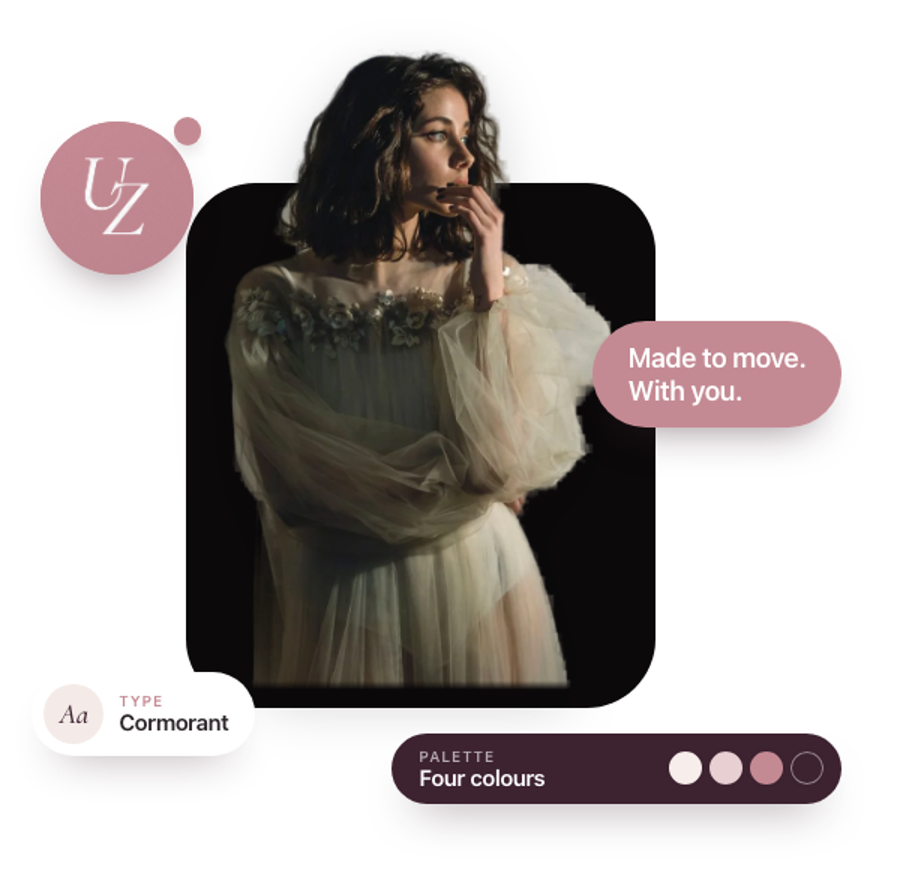 UZ
Made to move.
With you.
Aa
TYPE
Cormorant
PALETTE
Four colours